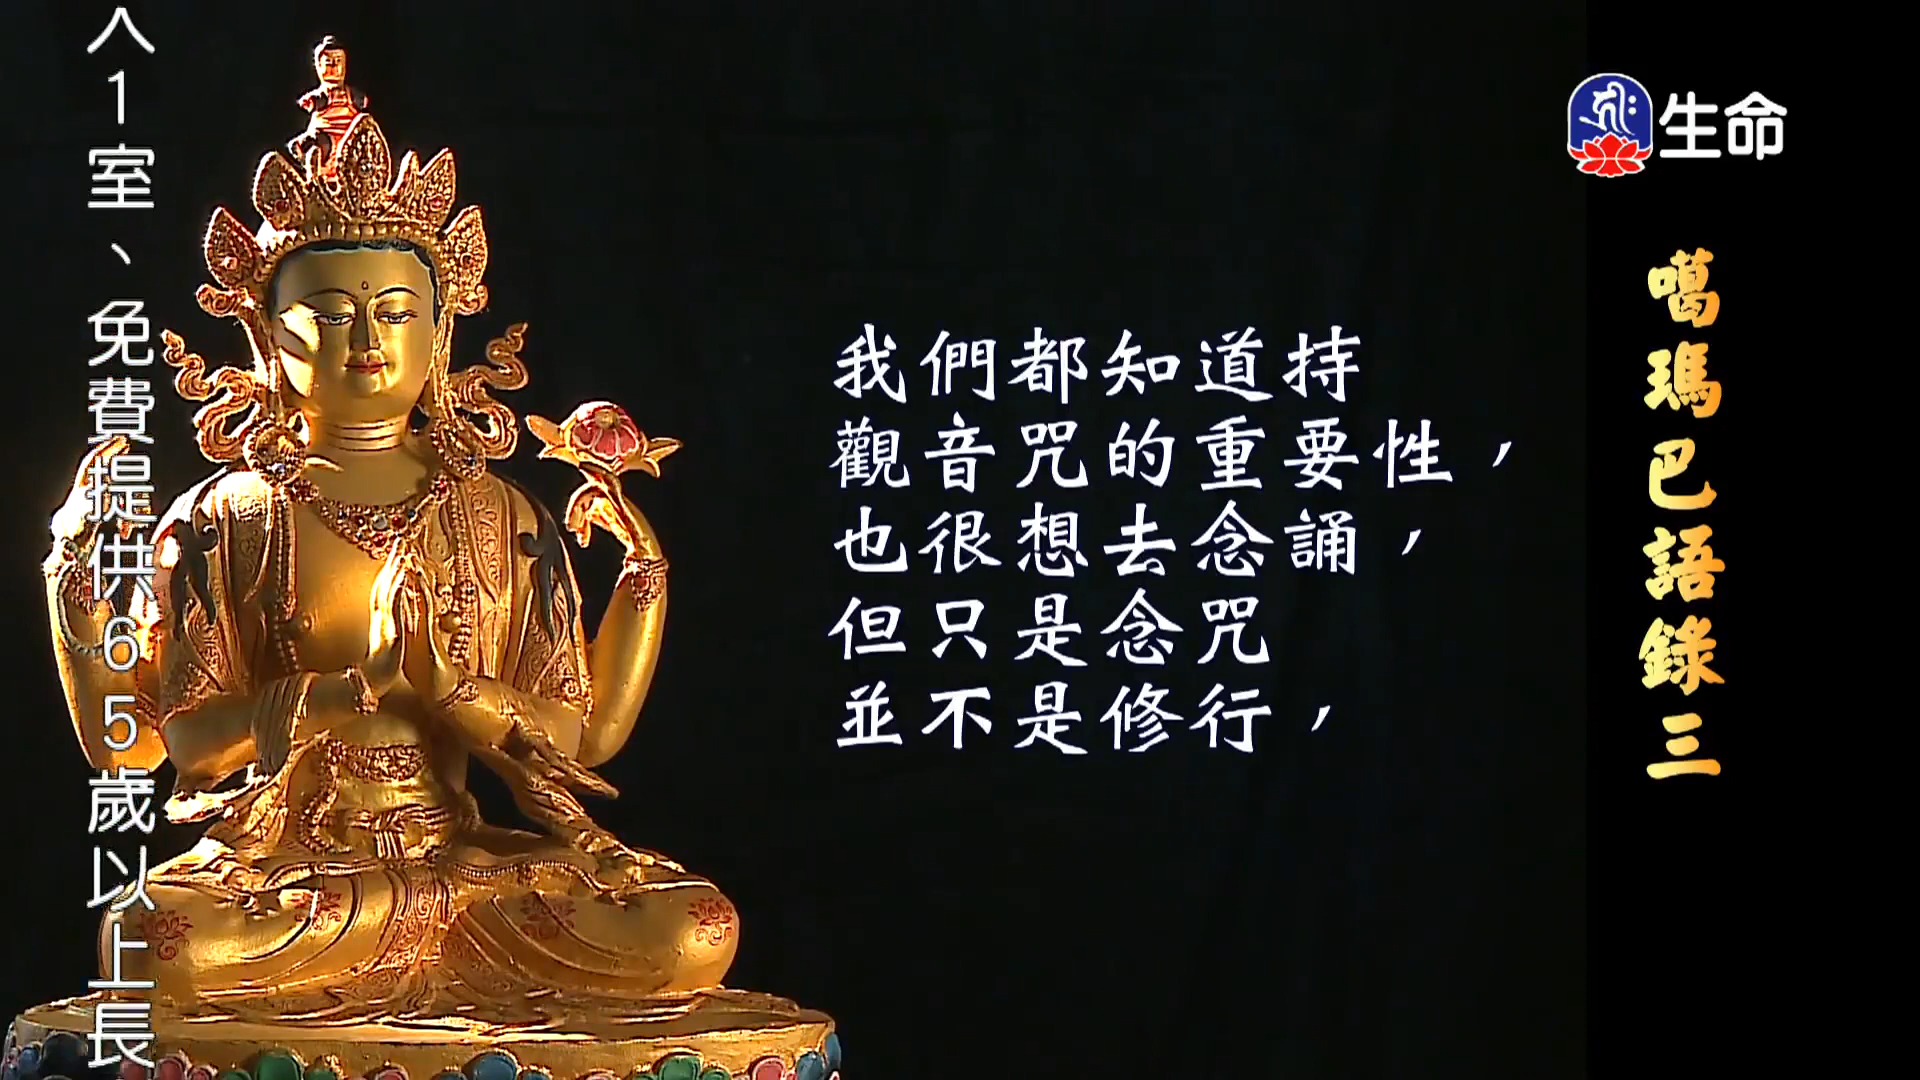 人1室、免費提供65歲以上長
我們都知道持
觀音咒的重要性，
也很想去念誦，
但只是念咒
並不是修行，
生命
噶瑪巴語錄三